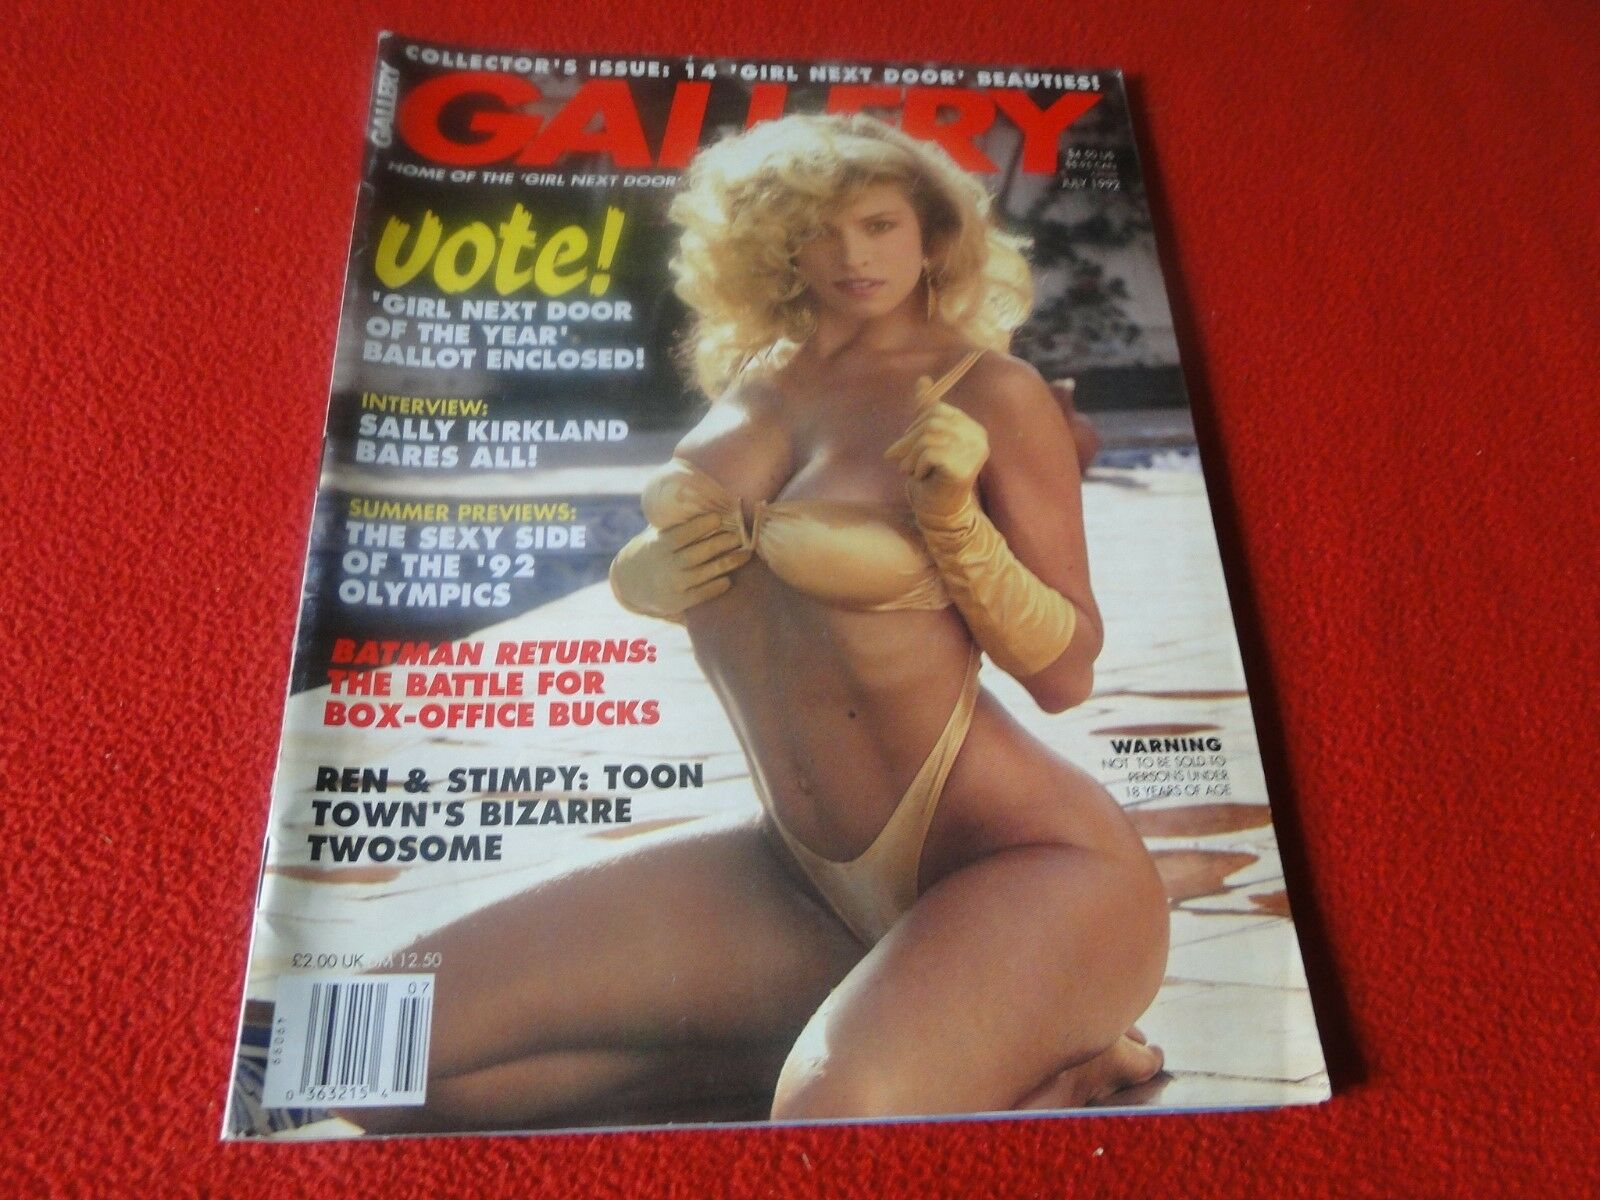 COLLECTOR'S ISSUE: 14 'GIRL NEXT DOOR' BEAUTIES!
GALLERY
GALLERY
HOME OF THE 'GIRL NEXT DOOR'
$4.50 US
JULY 1992
vote!
'GIRL NEXT DOOR
OF THE YEAR'
BALLOT ENCLOSED!
INTERVIEW:
SALLY KIRKLAND
BARES ALL!
SUMMER PREVIEWS:
THE SEXY SIDE
OF THE '92
OLYMPICS
BATMAN RETURNS:
THE BATTLE FOR
BOX-OFFICE BUCKS
WARNING
NOT TO BE SOLD TO
PERSONS UNDER
18 YEARS OF AGE
REN & STIMPY: TOON
TOWN'S BIZARRE
TWOSOME
£2.00 UK DM 12.50
07
49099
0 363215 4